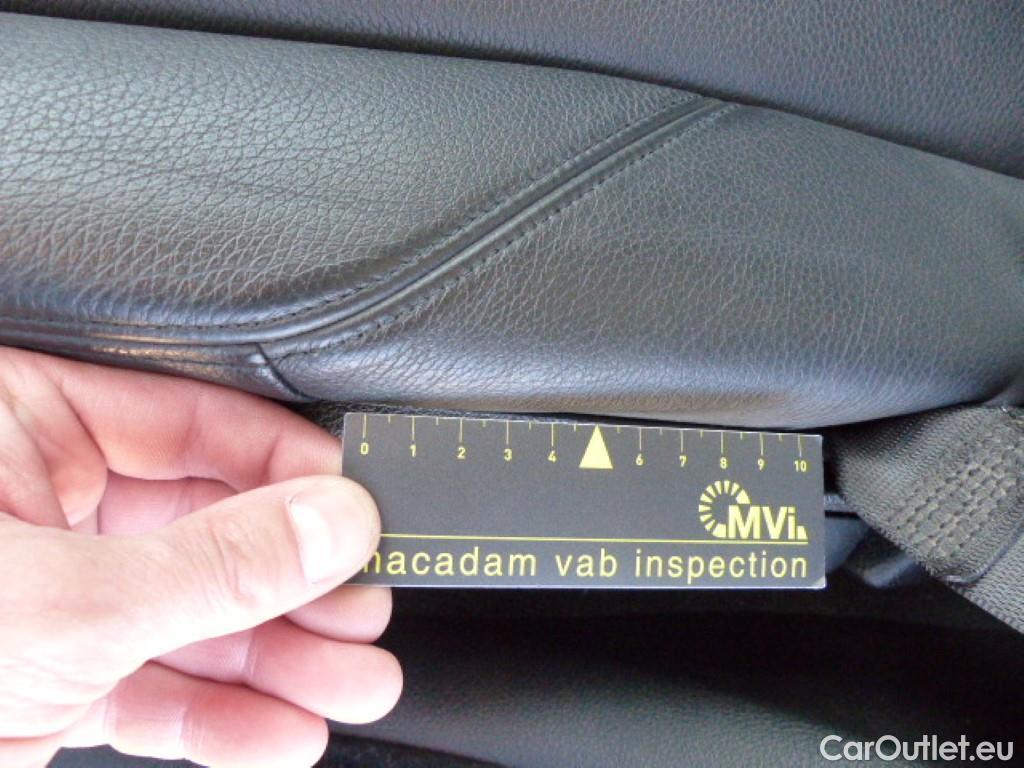 0 1 2 3 4 6 7 8 9 10
MVi
macadam vab inspection
CarOutlet.eu